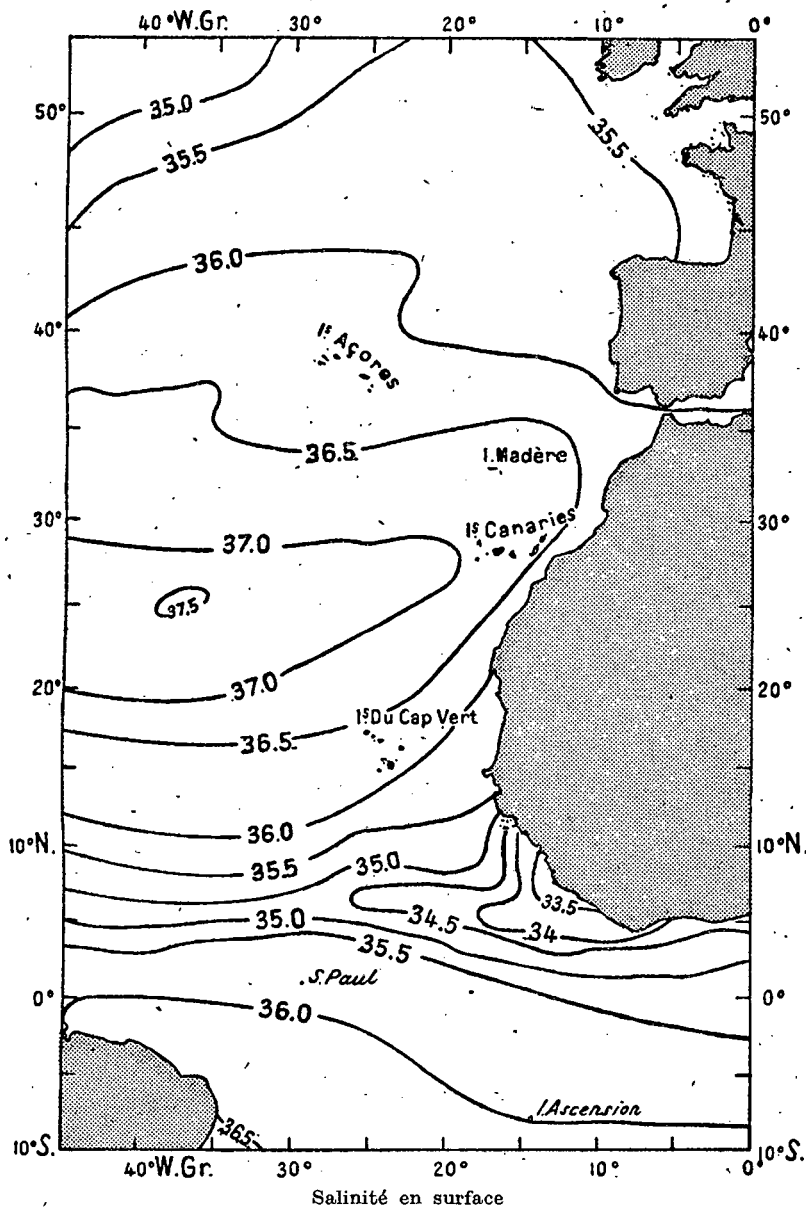 40° W.Gr. 30° 20° 10° 0°
50° 35.0 50°
35.5 35.5
36.0
40° 40°
Is Açores
36.5 I.Madère
30° Is Canaries 30°
37.0
37.5
20° 37.0 20°
Is Du Cap Vert
36.5
36.0
10°N. 10°N.
35.5 35.0
33.5
35.0 34.5 34
35.5
S. Paul
0° 0°
36.0
I.Ascension
36.5
10°S. 10°S.
40° W.Gr. 30° 20° 10° 0°
Salinité en surface